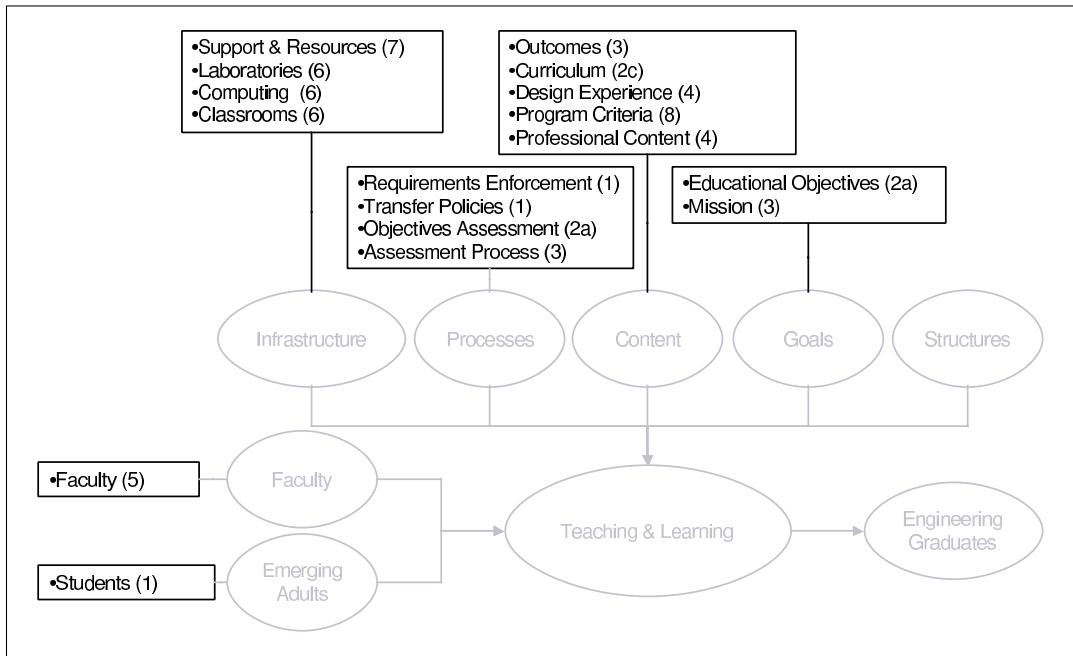 •Support & Resources (7)
•Laboratories (6)
•Computing (6)
•Classrooms (6)
•Outcomes (3)
•Curriculum (2c)
•Design Experience (4)
•Program Criteria (8)
•Professional Content (4)
•Requirements Enforcement (1)
•Transfer Policies (1)
•Objectives Assessment (2a)
•Assessment Process (3)
•Educational Objectives (2a)
•Mission (3)
Infrastructure
Processes
Content
Goals
Structures
•Faculty (5)
Faculty
Teaching & Learning
Engineering
Graduates
•Students (1)
Emerging
Adults